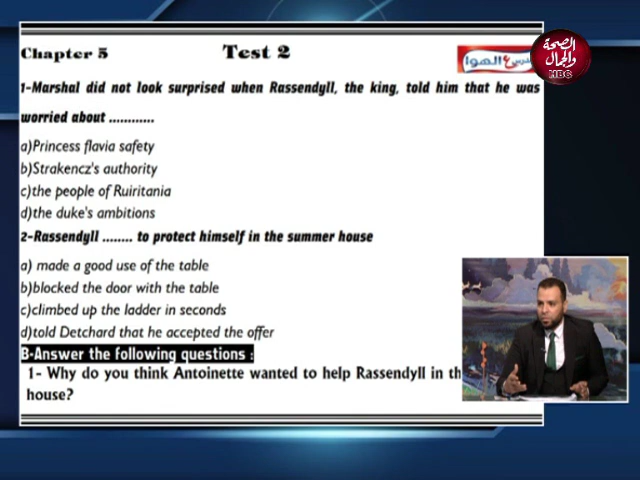 Chapter 5
Test 2
مدرس ع الهوا
الصحة
والجمال
HBC
1-Marshal did not look surprised when Rassendyll, the king, told him that he was
worried about ............
a)Princess flavia safety
b)Strakencz's authority
c)the people of Ruiritania
d)the duke's ambitions
2-Rassendyll ........ to protect himself in the summer house
a) made a good use of the table
b)blocked the door with the table
c)climbed up the ladder in seconds
d)told Detchard that he accepted the offer
B-Answer the following questions :
1- Why do you think Antoinette wanted to help Rassendyll in th
house?